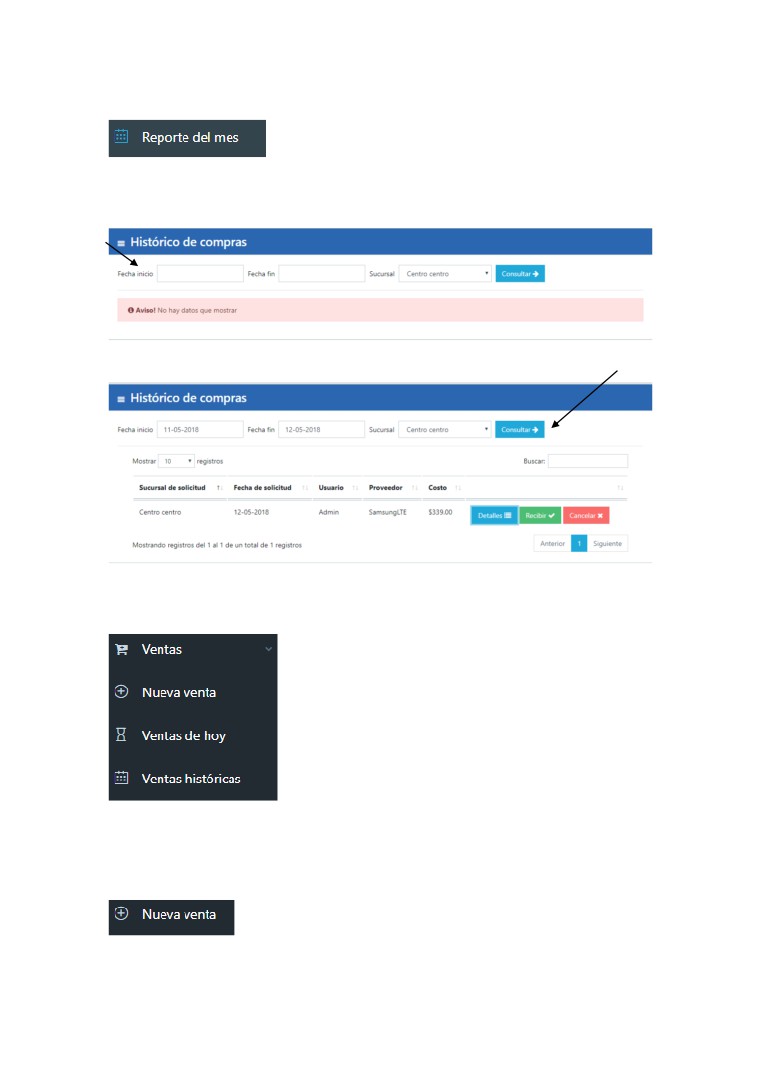 Reporte del mes
Histórico de compras
Fecha inicio Fecha fin Sucursal Centro centro Consultar
Aviso! No hay datos que mostrar
Histórico de compras
Fecha inicio 11-05-2018 Fecha fin 12-05-2018 Sucursal Centro centro Consultar
Mostrar 10 registros Buscar:
Sucursal de solicitud Fecha de solicitud Usuario Proveedor Costo
Centro centro 12-05-2018 Admin SamsungLTE $339.00 Detalles Recibir Cancelar
Mostrando registros del 1 al 1 de un total de 1 registros Anterior 1 Siguiente
Ventas
Nueva venta
Ventas de hoy
Ventas históricas
Nueva venta